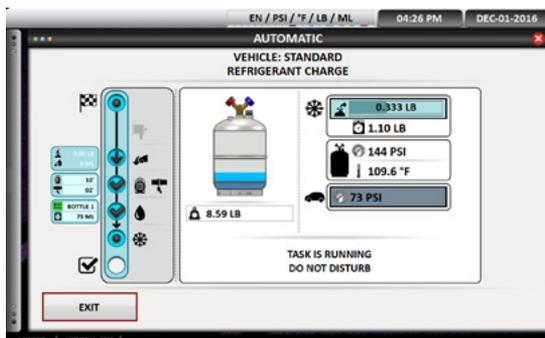 EN / PSI / °F / LB / ML 04:26 PM DEC-01-2016
AUTOMATIC
VEHICLE: STANDARD
REFRIGERANT CHARGE
0.333 LB
1.10 LB
144 PSI
109.6 °F
73 PSI
10'
02'
BOTTLE 1
75 ML
8.59 LB
TASK IS RUNNING
DO NOT DISTURB
EXIT